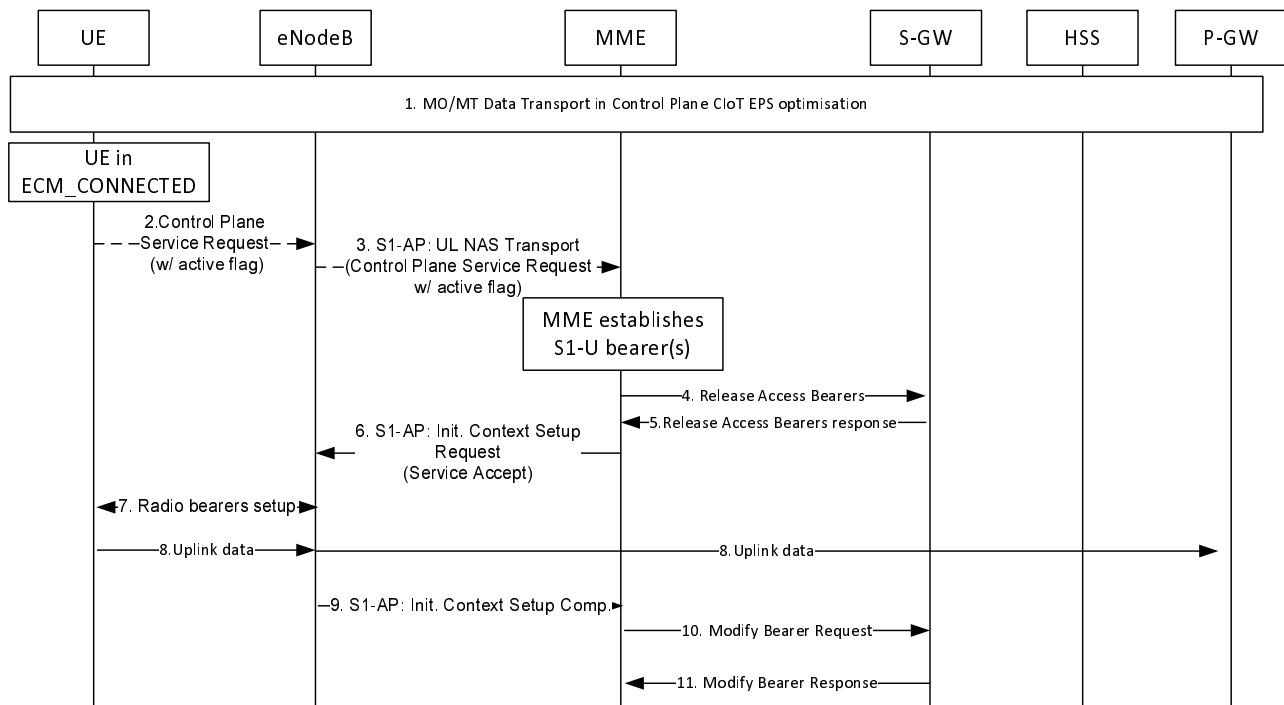 UE
eNodeB
MME
S-GW
HSS
P-GW
1. MO/MT Data Transport in Control Plane CIoT EPS optimisation
UE in
ECM_CONNECTED
2.Control Plane
Service Request
(w/ active flag)
3. S1-AP: UL NAS Transport
(Control Plane Service Request
w/ active flag)
MME establishes
S1-U bearer(s)
4. Release Access Bearers
5.Release Access Bearers response
6. S1-AP: Init. Context Setup
Request
(Service Accept)
7. Radio bearers setup
8.Uplink data
8.Uplink data
9. S1-AP: Init. Context Setup Comp.
10. Modify Bearer Request
11. Modify Bearer Response